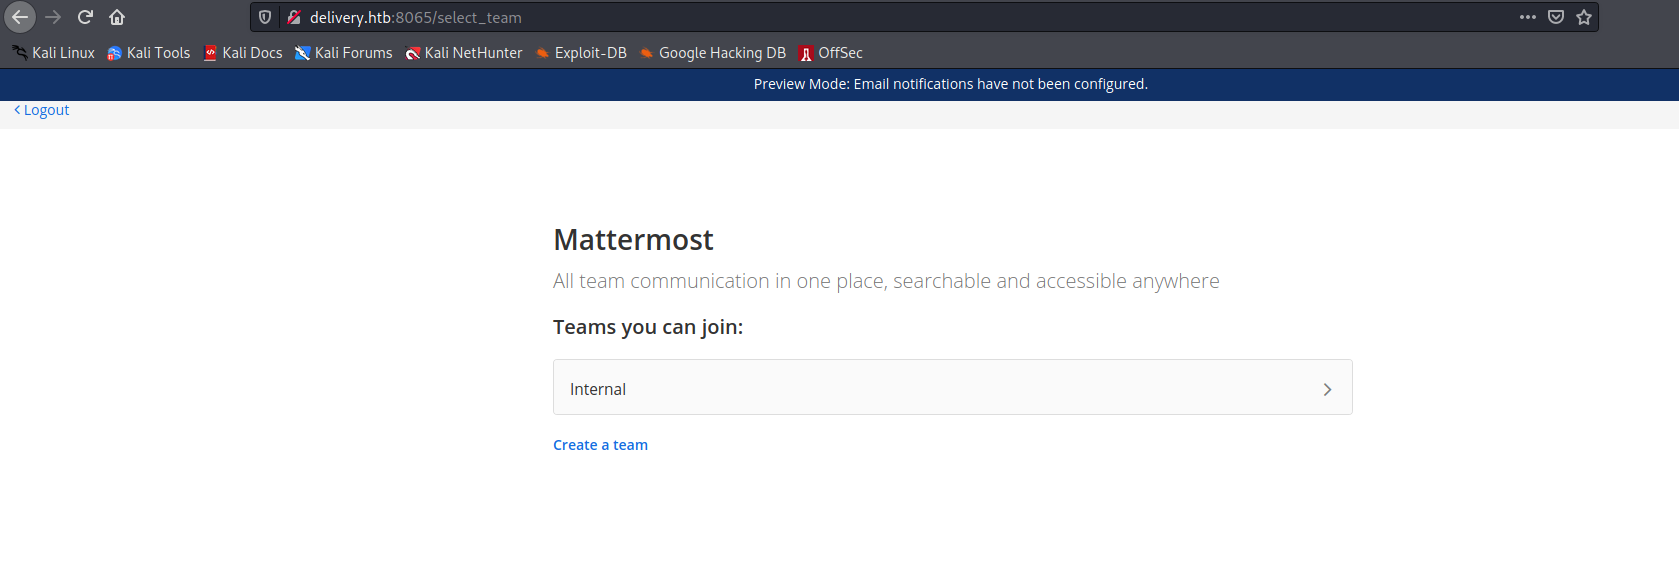 delivery.htb:8065/select_team
Kali Linux Kali Tools Kali Docs Kali Forums Kali NetHunter Exploit-DB Google Hacking DB OffSec
Preview Mode: Email notifications have not been configured.
Logout
Mattermost
All team communication in one place, searchable and accessible anywhere
Teams you can join:
Internal
Create a team